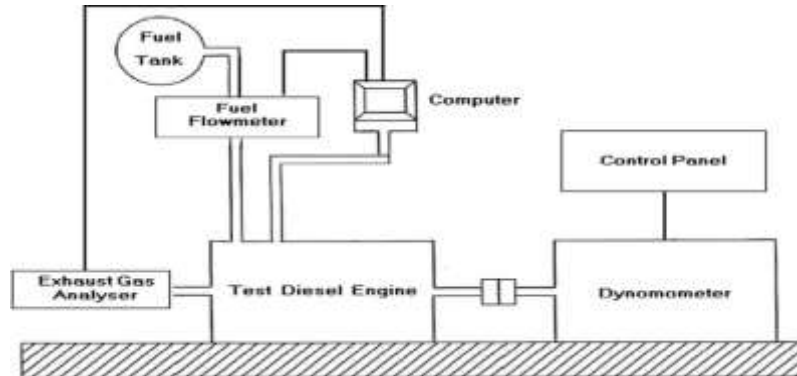 Fuel
Tank
Fuel
Flowmeter
Computer
Control Panel
Exhaust Gas
Analyser
Test Diesel Engine
Dynomometer